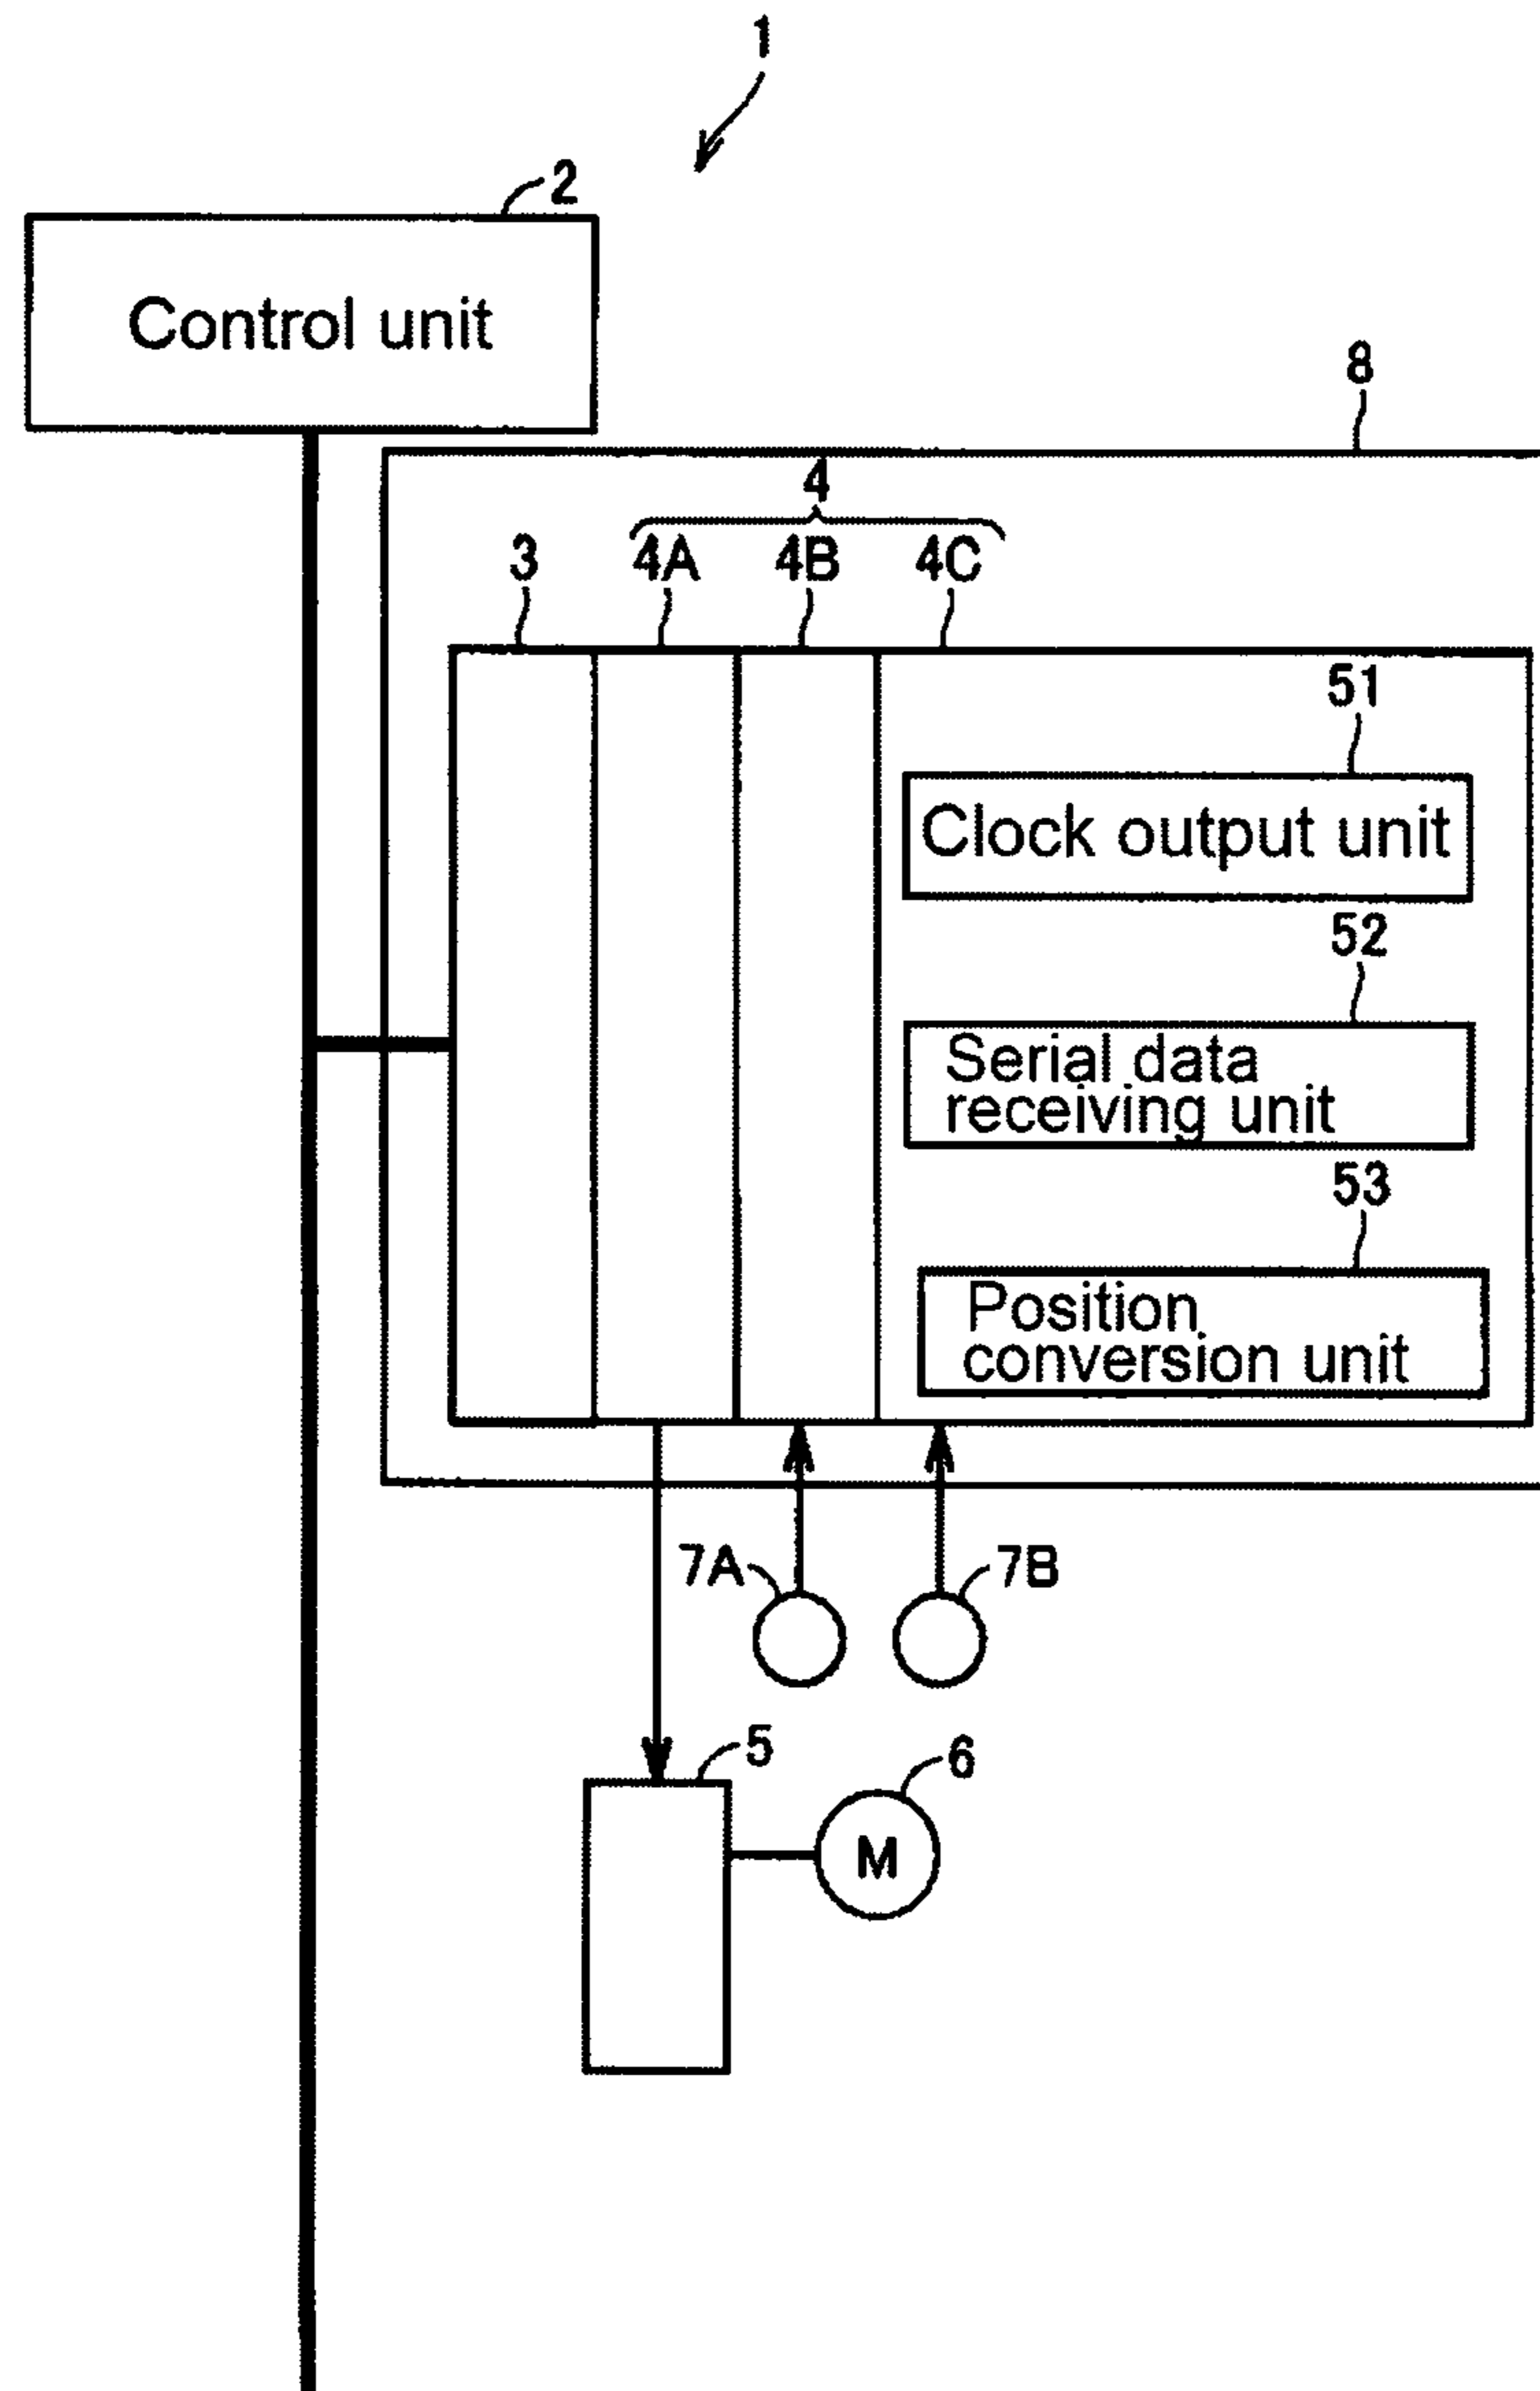 1
2
Control unit
8
4
3 4A 4B 4C
51
Clock output unit
52
Serial data
receiving unit
53
Position
conversion unit
7A 7B
5 6
M